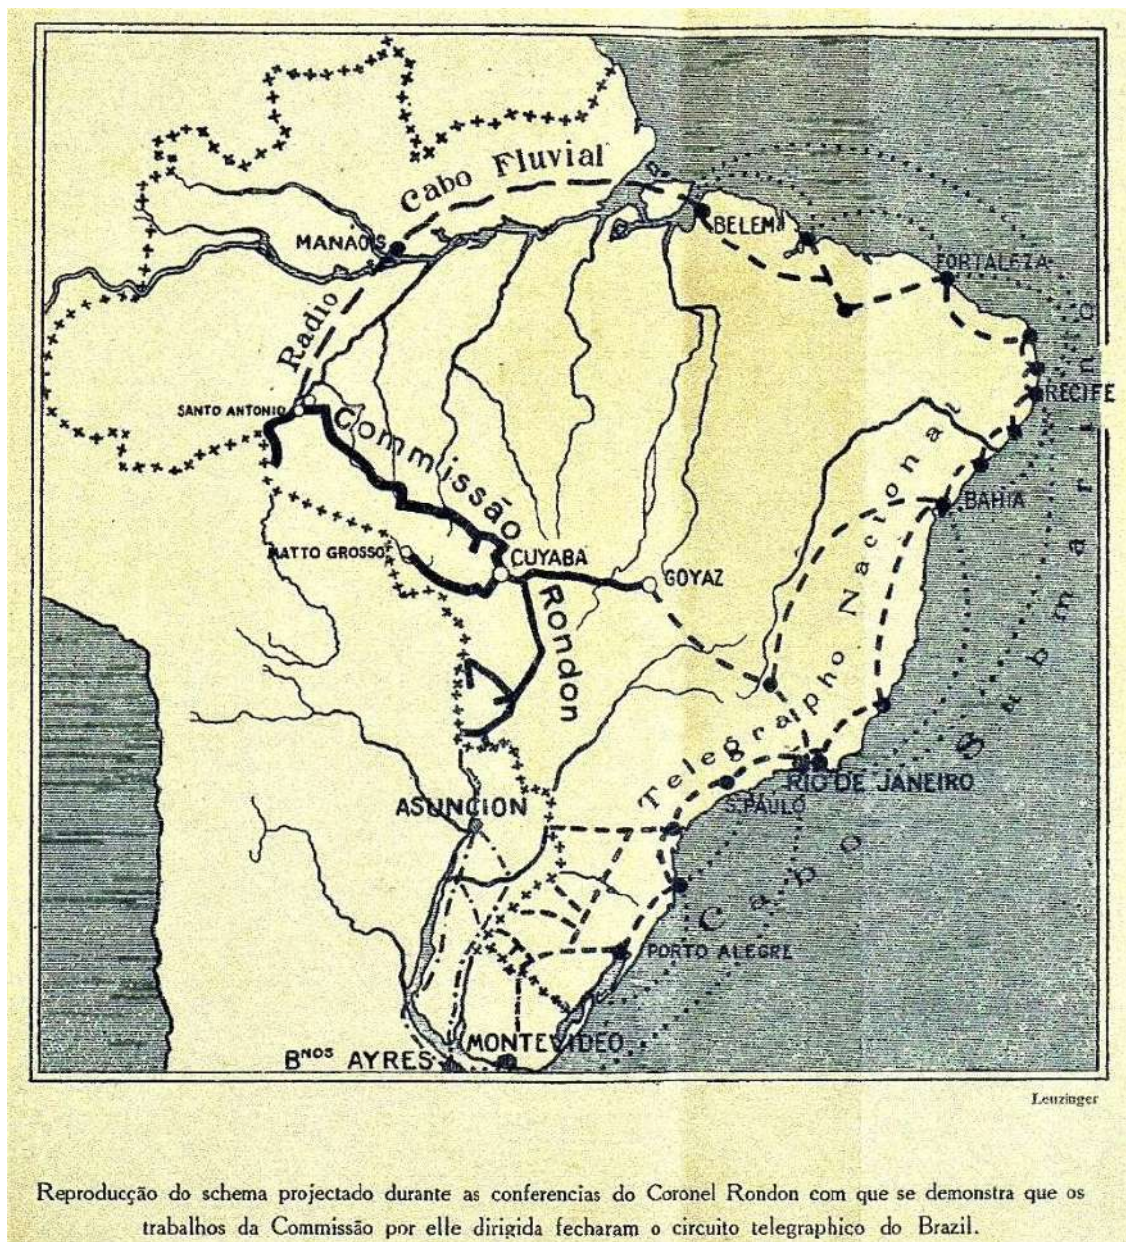 Cabo Fluvial
MANAÓS
BELEM
FORTALEZA
Radio
RECIFE
SANTO ANTONIO
Commissão
Rondon
BAHIA
MATTO GROSSO
CUYABA
GOYAZ
Telegrapho Nacional
Cabo Submarino
RIO DE JANEIRO
S. PAULO
ASUNCION
PORTO ALEGRE
MONTEVIDEO
BNOS AYRES
Leuzinger
Reproducção do schema projectado durante as conferencias do Coronel Rondon com que se demonstra que os
trabalhos da Commissão por elle dirigida fecharam o circuito telegraphico do Brazil.